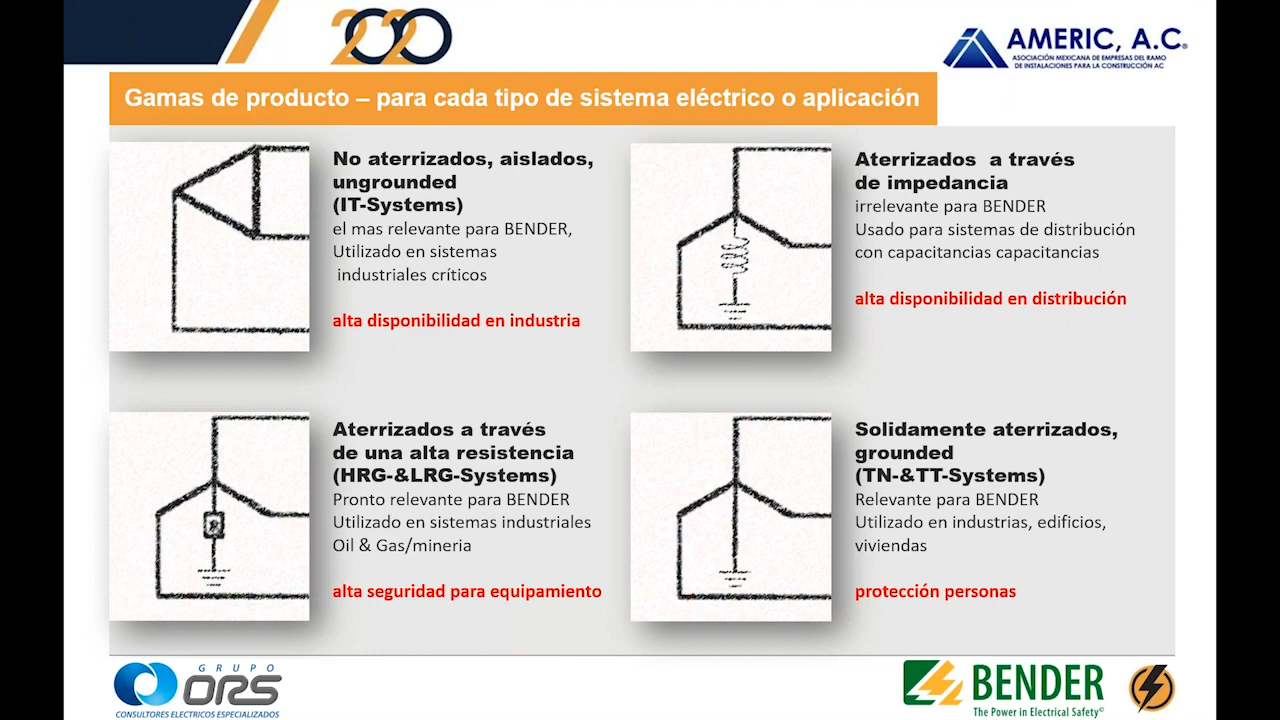 2020
AMERIC, A.C.®
ASOCIACIÓN MEXICANA DE EMPRESAS DEL RAMO
DE INSTALACIONES PARA LA CONSTRUCCIÓN AC
Gamas de producto – para cada tipo de sistema eléctrico o aplicación
No aterrizados, aislados,
ungrounded
(IT-Systems)
el mas relevante para BENDER,
Utilizado en sistemas
industriales críticos
alta disponibilidad en industria
Aterrizados a través
de impedancia
irrelevante para BENDER
Usado para sistemas de distribución
con capacitancias capacitancias
alta disponibilidad en distribución
Aterrizados a través
de una alta resistencia
(HRG-&LRG-Systems)
Pronto relevante para BENDER
Utilizado en sistemas industriales
Oil & Gas/mineria
alta seguridad para equipamiento
R
Solidamente aterrizados,
grounded
(TN-&TT-Systems)
Relevante para BENDER
Utilizado en industrias, edificios,
viviendas
protección personas
GRUPO
ORS
CONSULTORES ELECTRICOS ESPECIALIZADOS
BENDER
The Power in Electrical Safety©